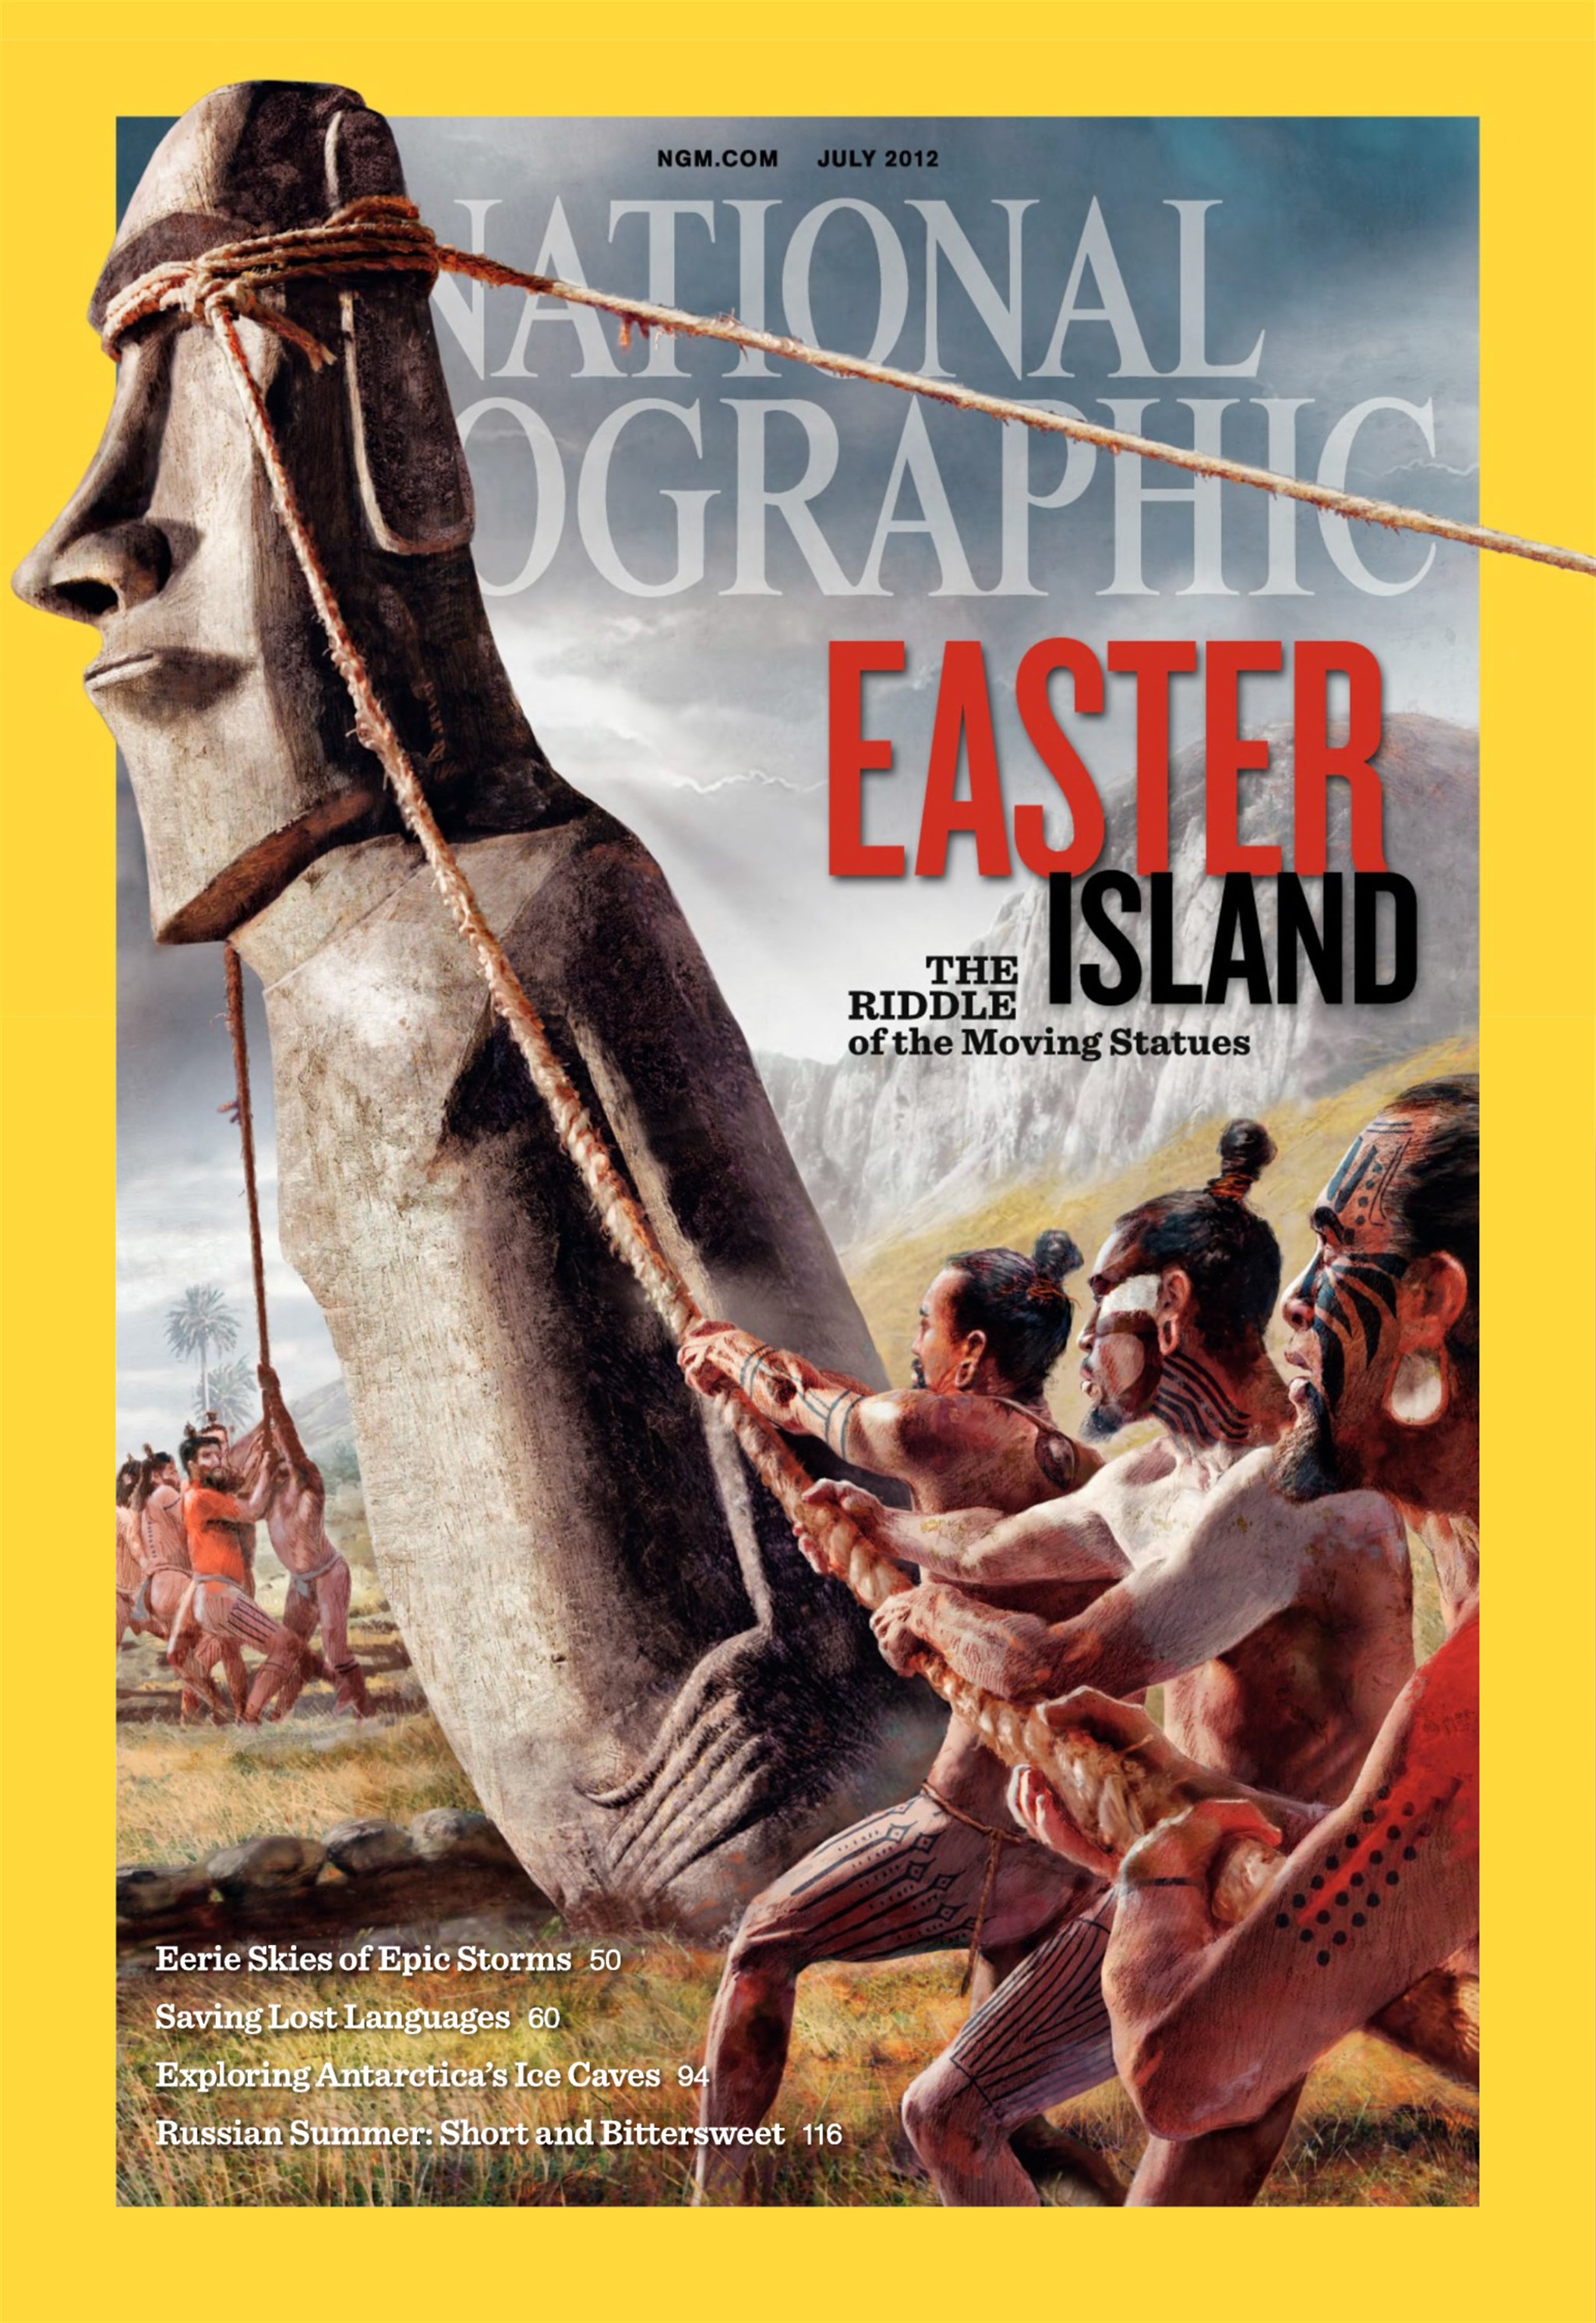 NGM.COM JULY 2012
NATIONAL
OGRAPHIC
EASTER
ISLAND
THE
RIDDLE
of the Moving Statues
Eerie Skies of Epic Storms 50
Saving Lost Languages 60
Exploring Antarctica's Ice Caves 94
Russian Summer: Short and Bittersweet 116